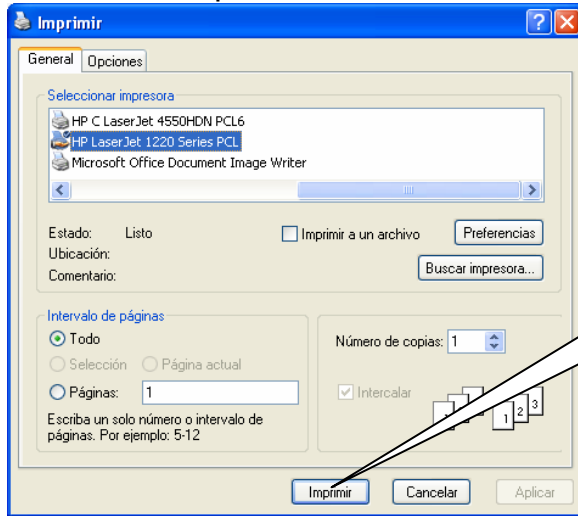 Imprimir
General Opciones
Seleccionar impresora
HP C LaserJet 4550HDN PCL6
HP LaserJet 1220 Series PCL
Microsoft Office Document Image Writer
Estado: Listo
Imprimir a un archivo
Preferencias
Ubicación:
Comentario:
Buscar impresora...
Intervalo de páginas
Todo
Selección Página actual
Páginas: 1
Escriba un solo número o intervalo de
páginas. Por ejemplo: 5-12
Número de copias: 1
Intercalar
1 2 3
Imprimir Cancelar Aplicar